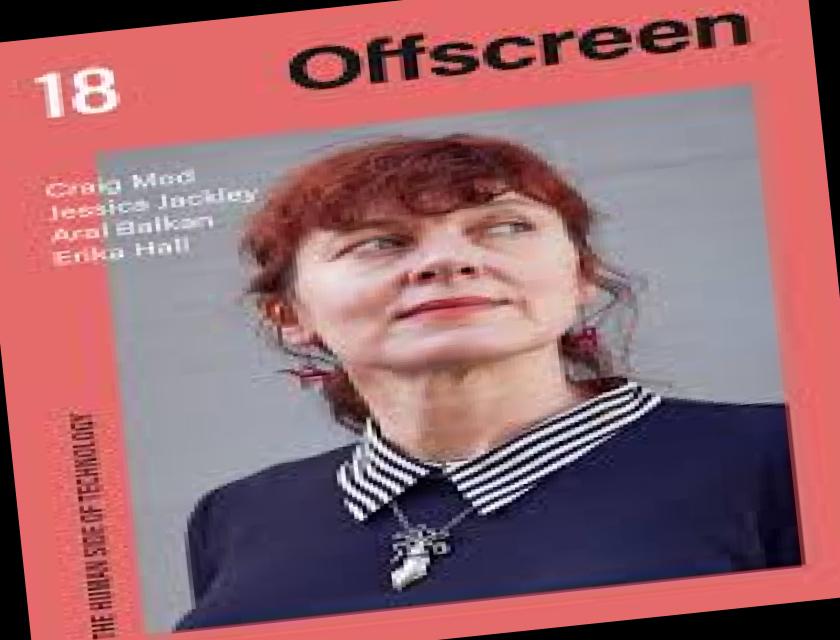 18
Offscreen
Craig Mod
Jessica Jackley
Aral Balkan
Erika Hall
THE HUMAN SIDE OF TECHNOLOGY